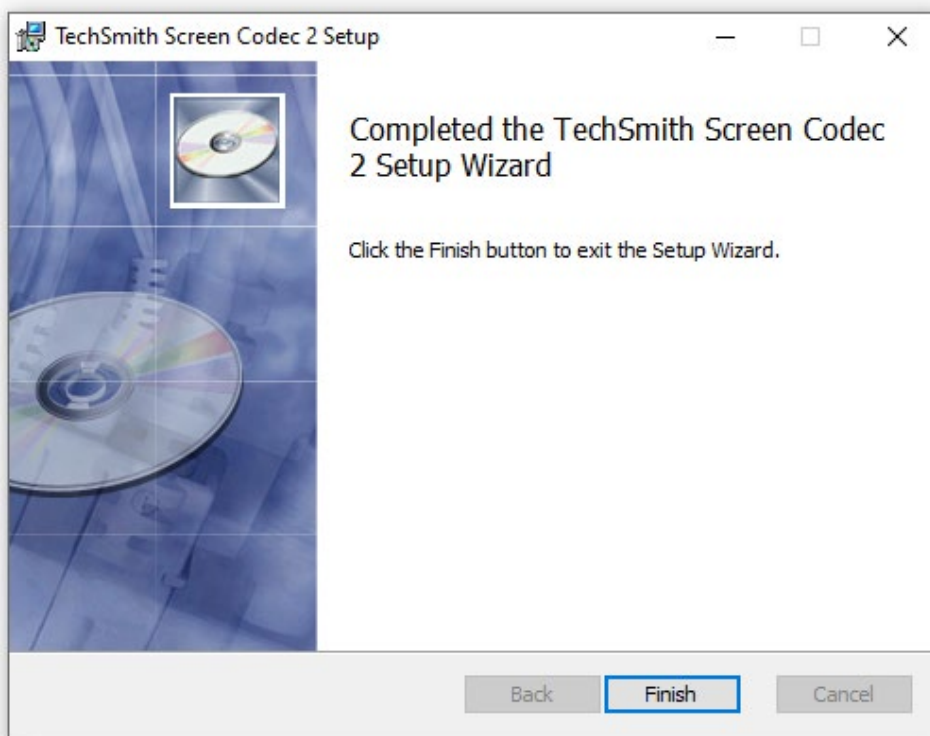 TechSmith Screen Codec 2 Setup
Completed the TechSmith Screen Codec
2 Setup Wizard
Click the Finish button to exit the Setup Wizard.
Back Finish Cancel